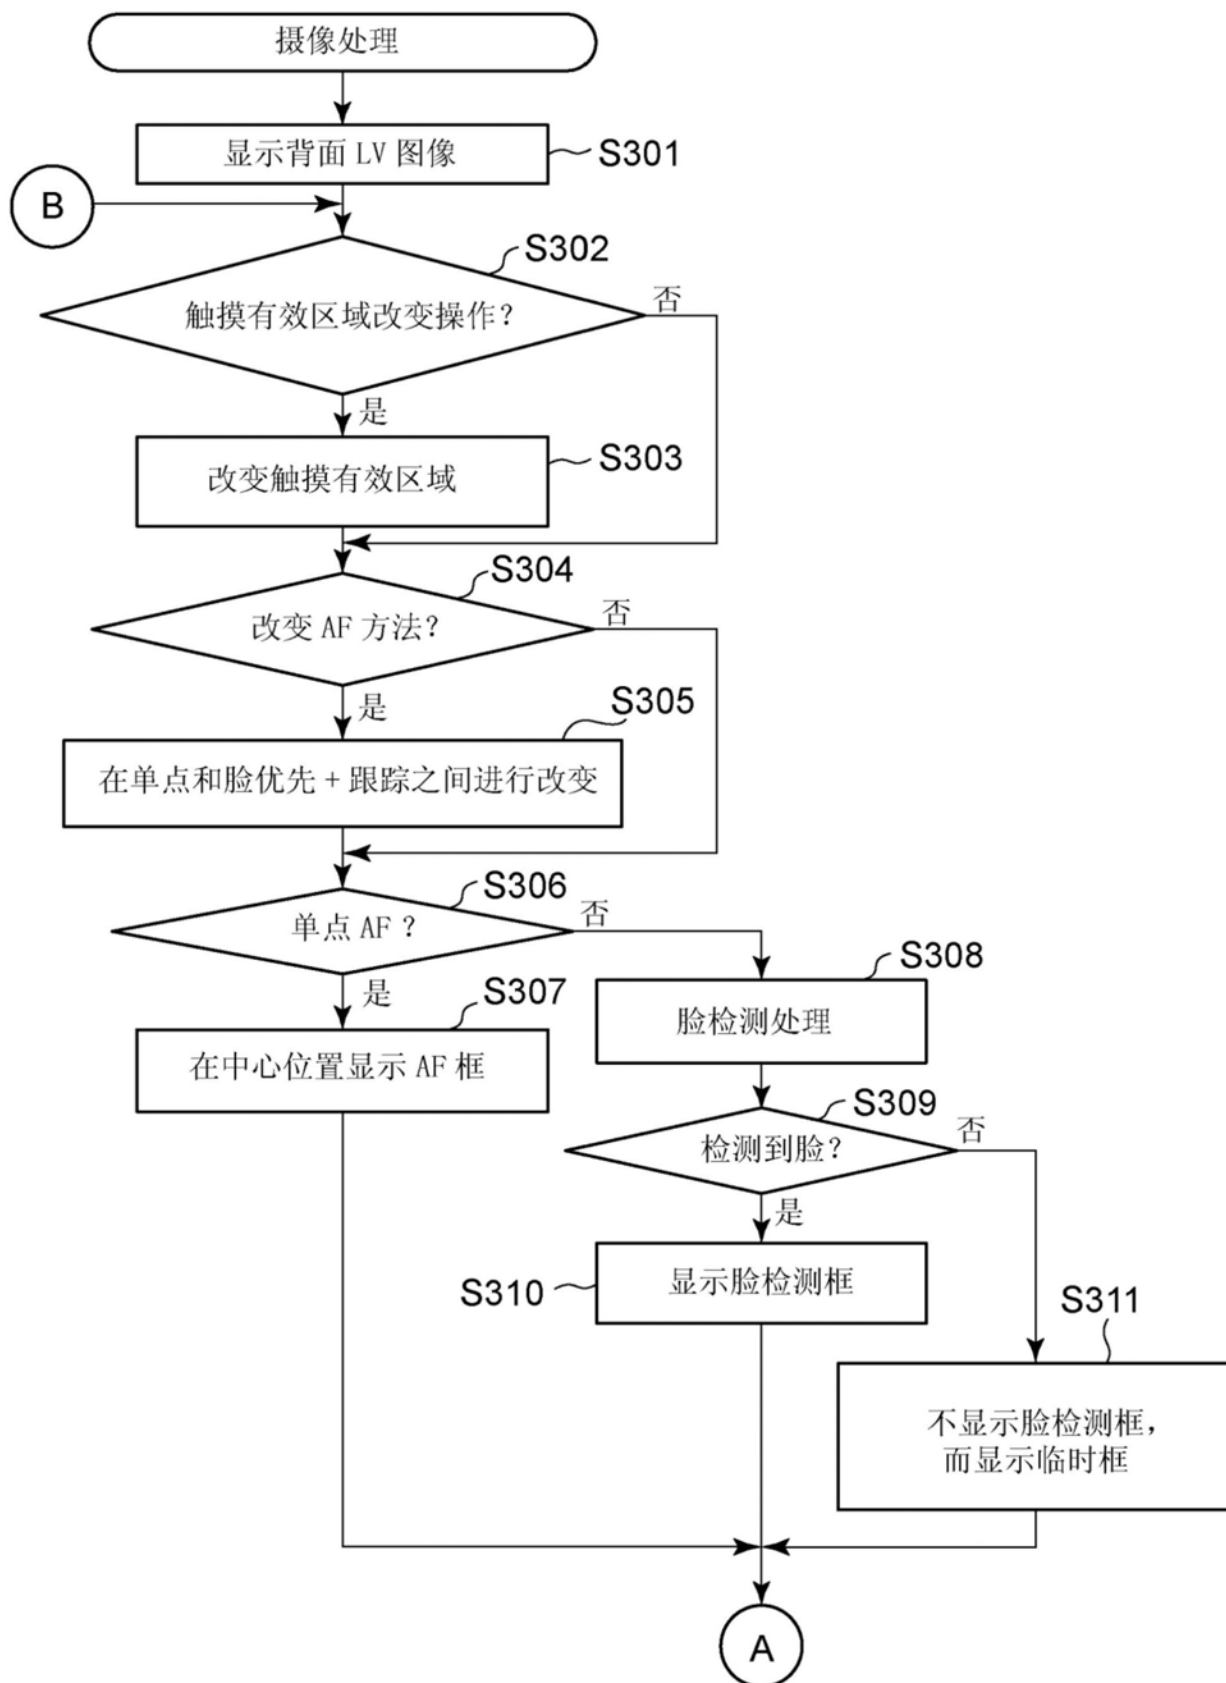 摄像处理
显示背面 LV 图像
S301
B
S302
触摸有效区域改变操作？
否
是
改变触摸有效区域
S303
S304
改变 AF 方法？
否
是
S305
在单点和脸优先 + 跟踪之间进行改变
S306
单点 AF ？
否
是
S307
在中心位置显示 AF 框
S308
脸检测处理
S309
检测到脸？
否
是
S310
显示脸检测框
S311
不显示脸检测框，
而显示临时框
A